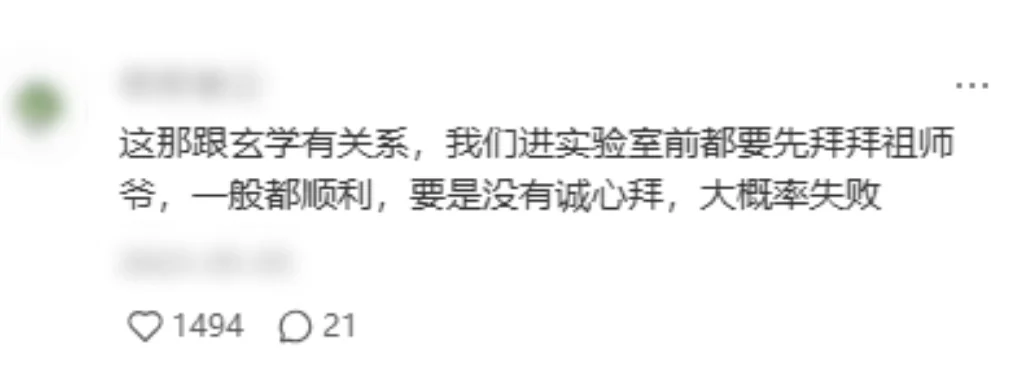 这那跟玄学有关系，我们进实验室前都要先拜拜祖师
爷，一般都顺利，要是没有诚心拜，大概率失败
1494 21